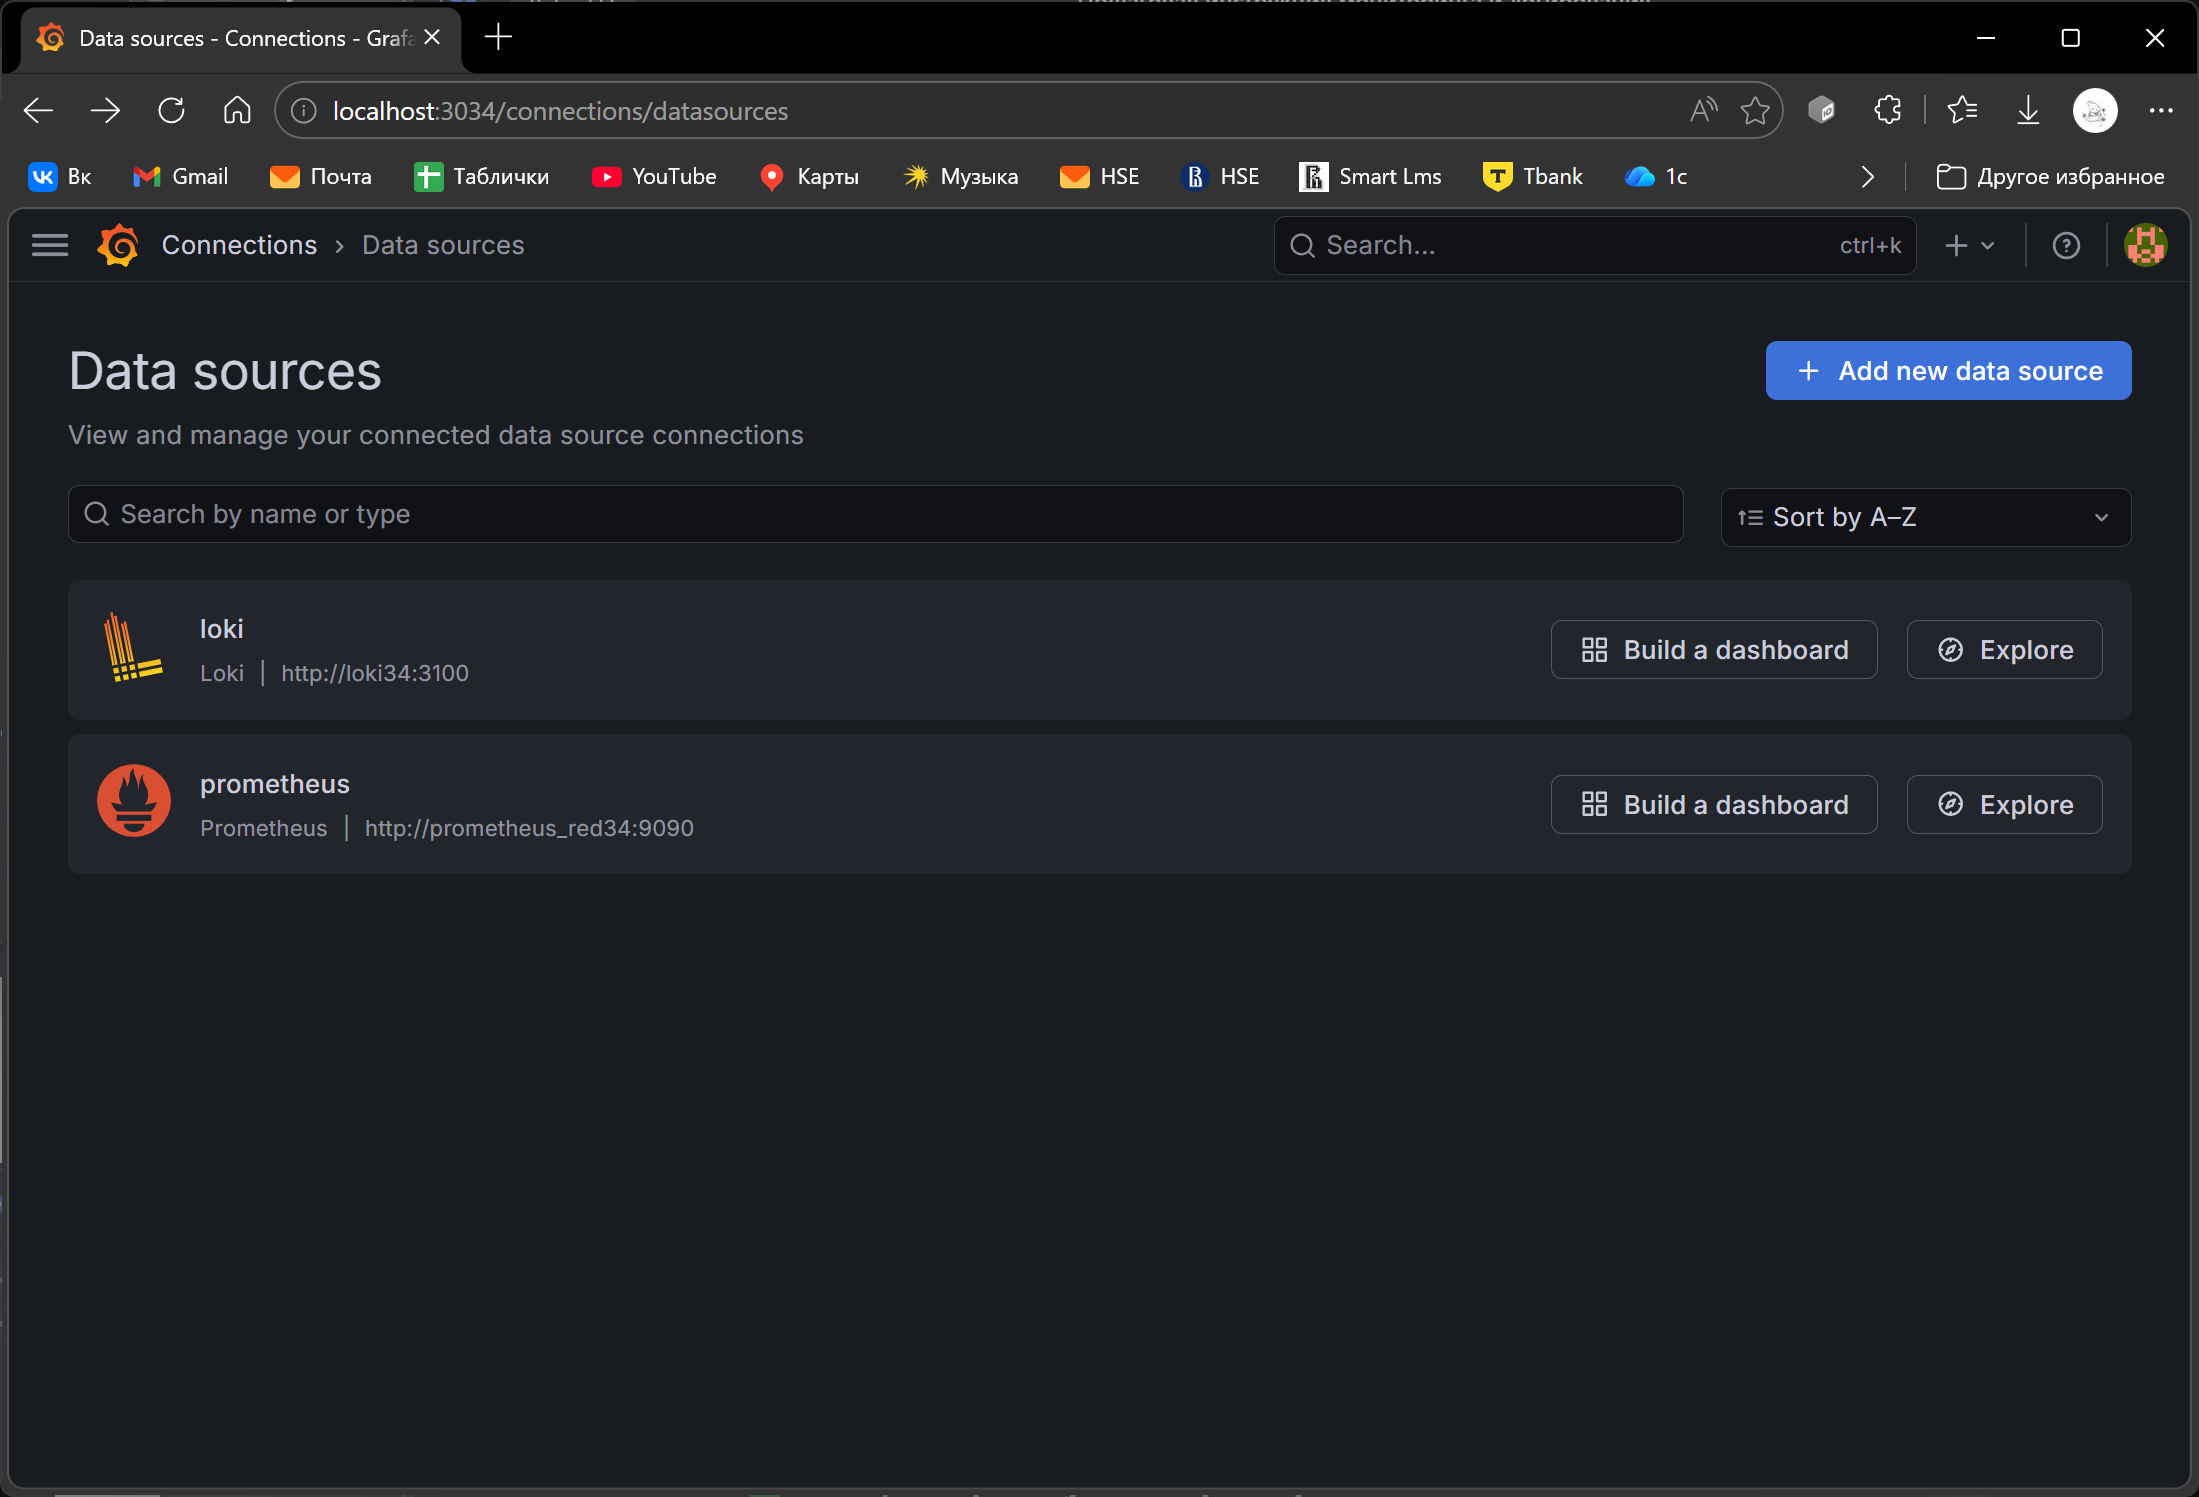 Data sources - Connections - Grafa
localhost:3034/connections/datasources
Вк Gmail Почта Таблички YouTube Карты Музыка HSE HSE Smart Lms Tbank 1c Другое избранное
Connections › Data sources Search... ctrl+k
Data sources
Add new data source
View and manage your connected data source connections
Search by name or type
Sort by A–Z
loki
Loki | http://loki34:3100
Build a dashboard Explore
prometheus
Prometheus | http://prometheus_red34:9090
Build a dashboard Explore